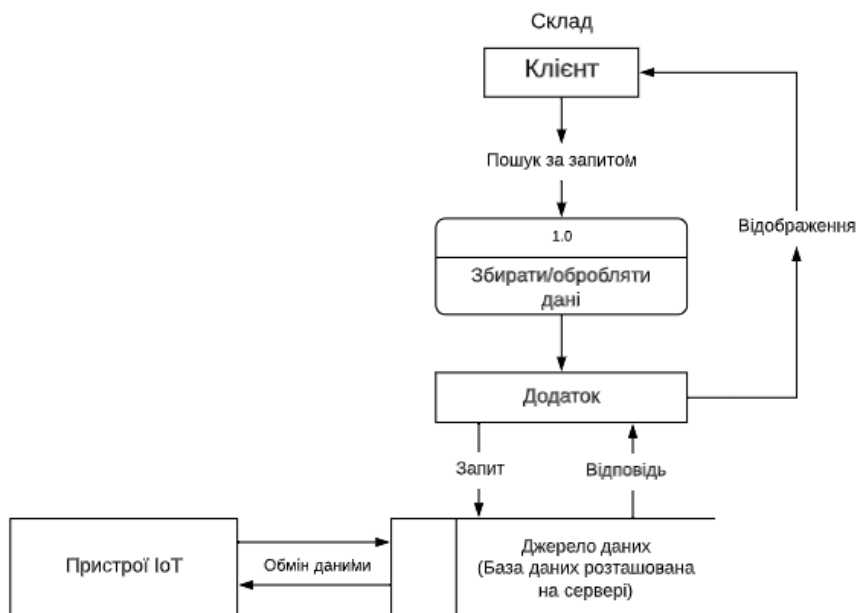 Склад
Клієнт
Пошук за запитом
Відображення
1.0
Збирати/обробляти
дані
Додаток
Запит
Відповідь
Пристрої IoT
Обмін даними
Джерело даних
(База даних розташована
на сервері)